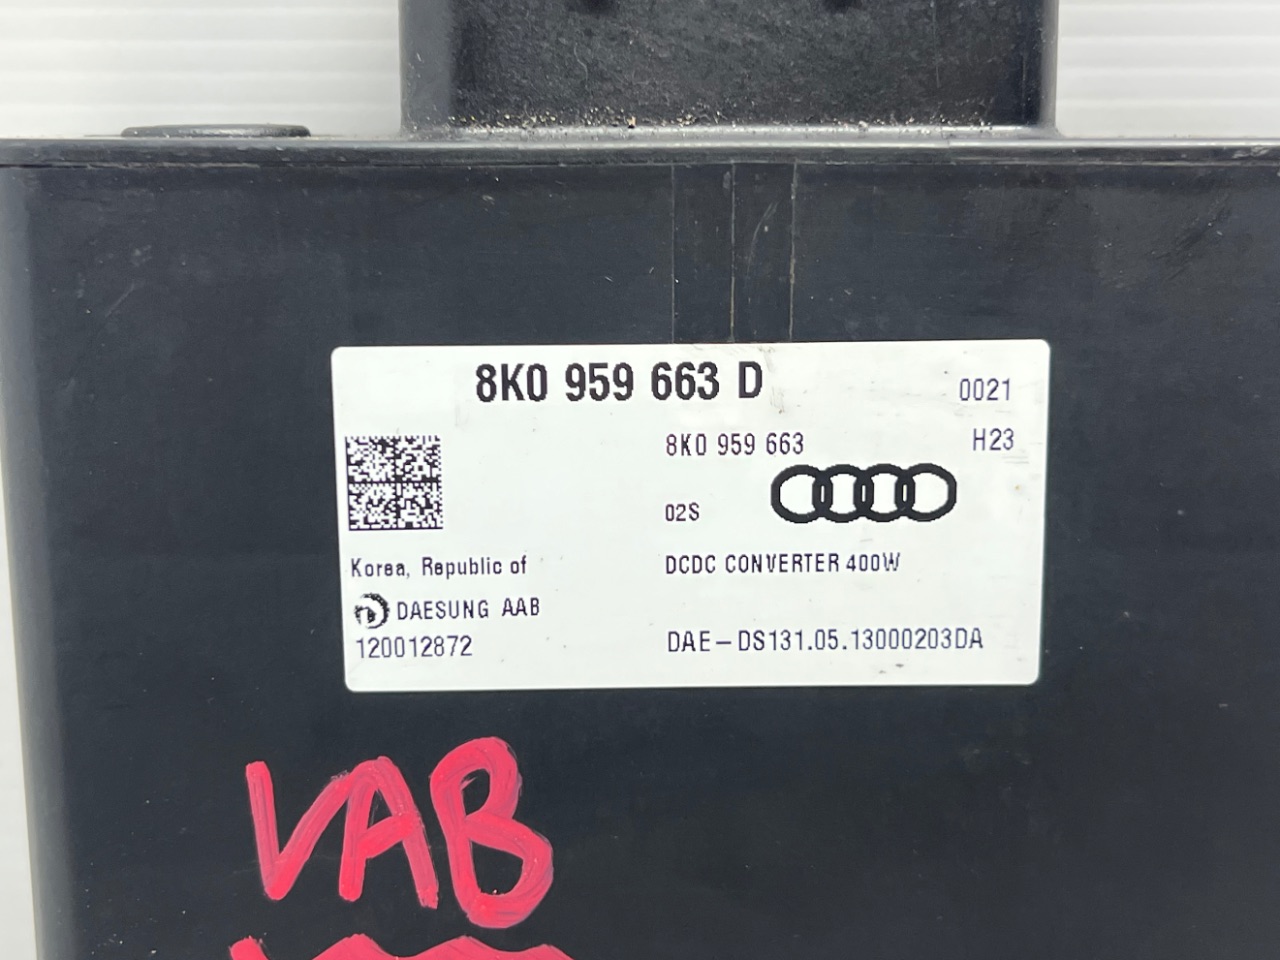 8K0 959 663 D
0021
8K0 959 663
H23
02S
Korea, Republic of
DCDC CONVERTER 400W
DAESUNG AAB
120012872
DAE-DS131.05.13000203DA
VAB